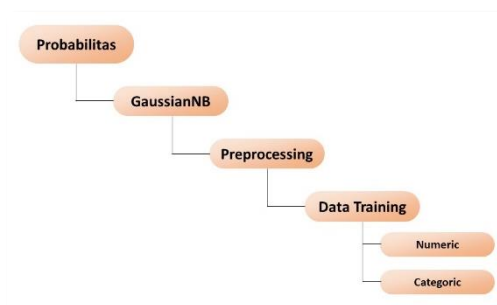 Probabilitas
GaussianNB
Preprocessing
Data Training
Numeric
Categoric